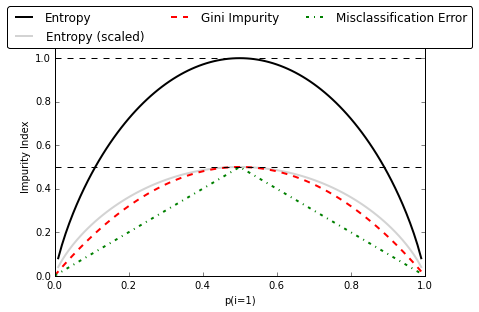 Entropy
Gini Impurity
Misclassification Error
Entropy (scaled)
1.0
0.8
0.6
0.4
0.2
0.0
Impurity Index
0.0 0.2 0.4 0.6 0.8 1.0
p(i=1)